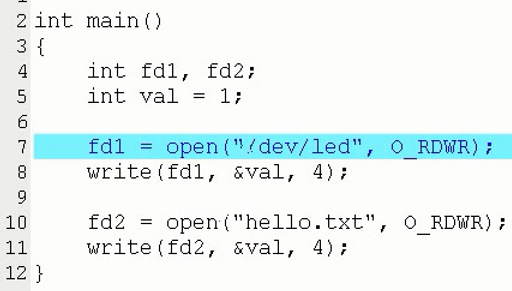 2 int main()
3 {
4 int fd1, fd2;
5 int val = 1;
6
7 fd1 = open("/dev/led", O_RDWR);
8 write(fd1, &val, 4);
9
10 fd2 = open("hello.txt", O_RDWR);
11 write(fd2, &val, 4);
12 }